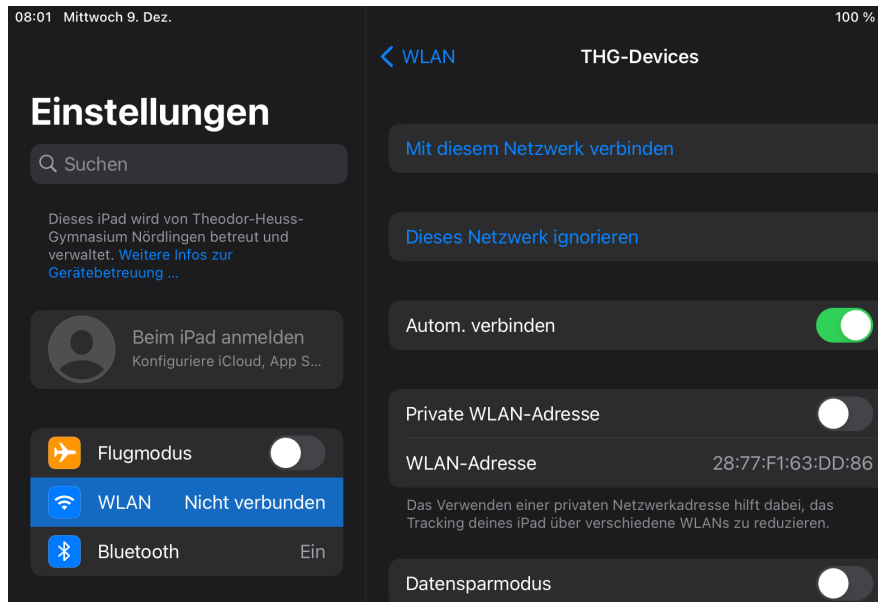 08:01 Mittwoch 9. Dez.
100 %
Einstellungen
Suchen
Dieses iPad wird von Theodor-Heuss-
Gymnasium Nördlingen betreut und
verwaltet. Weitere Infos zur
Gerätebetreuung ...
Beim iPad anmelden
Konfiguriere iCloud, App S...
Flugmodus
WLAN Nicht verbunden
Bluetooth Ein
WLAN
THG-Devices
Mit diesem Netzwerk verbinden
Dieses Netzwerk ignorieren
Autom. verbinden
Private WLAN-Adresse
WLAN-Adresse 28:77:F1:63:DD:86
Das Verwenden einer privaten Netzwerkadresse hilft dabei, das
Tracking deines iPad über verschiedene WLANs zu reduzieren.
Datensparmodus